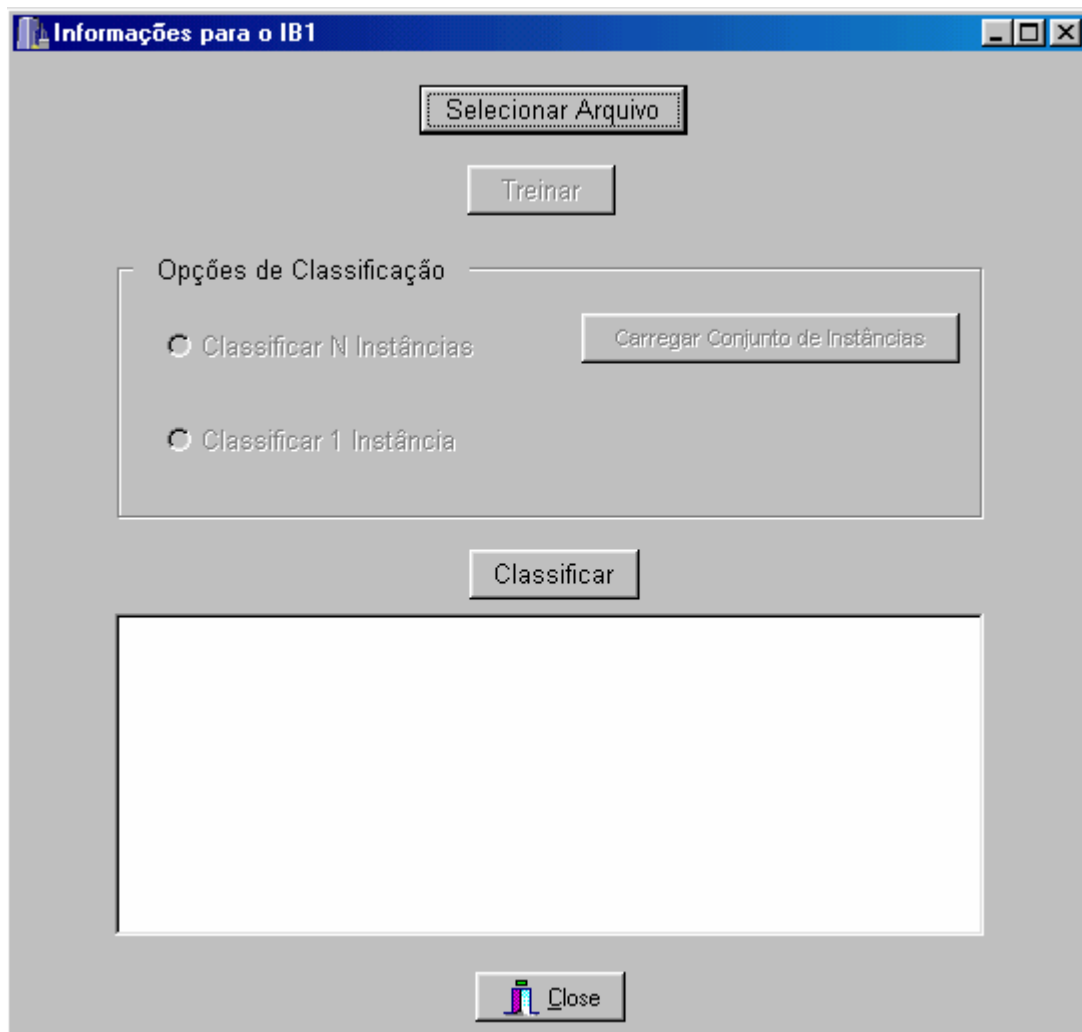 Informações para o IB1
Selecionar Arquivo
Treinar
Opções de Classificação
Classificar N Instâncias
Carregar Conjunto de Instâncias
Classificar 1 Instância
Classificar
Close